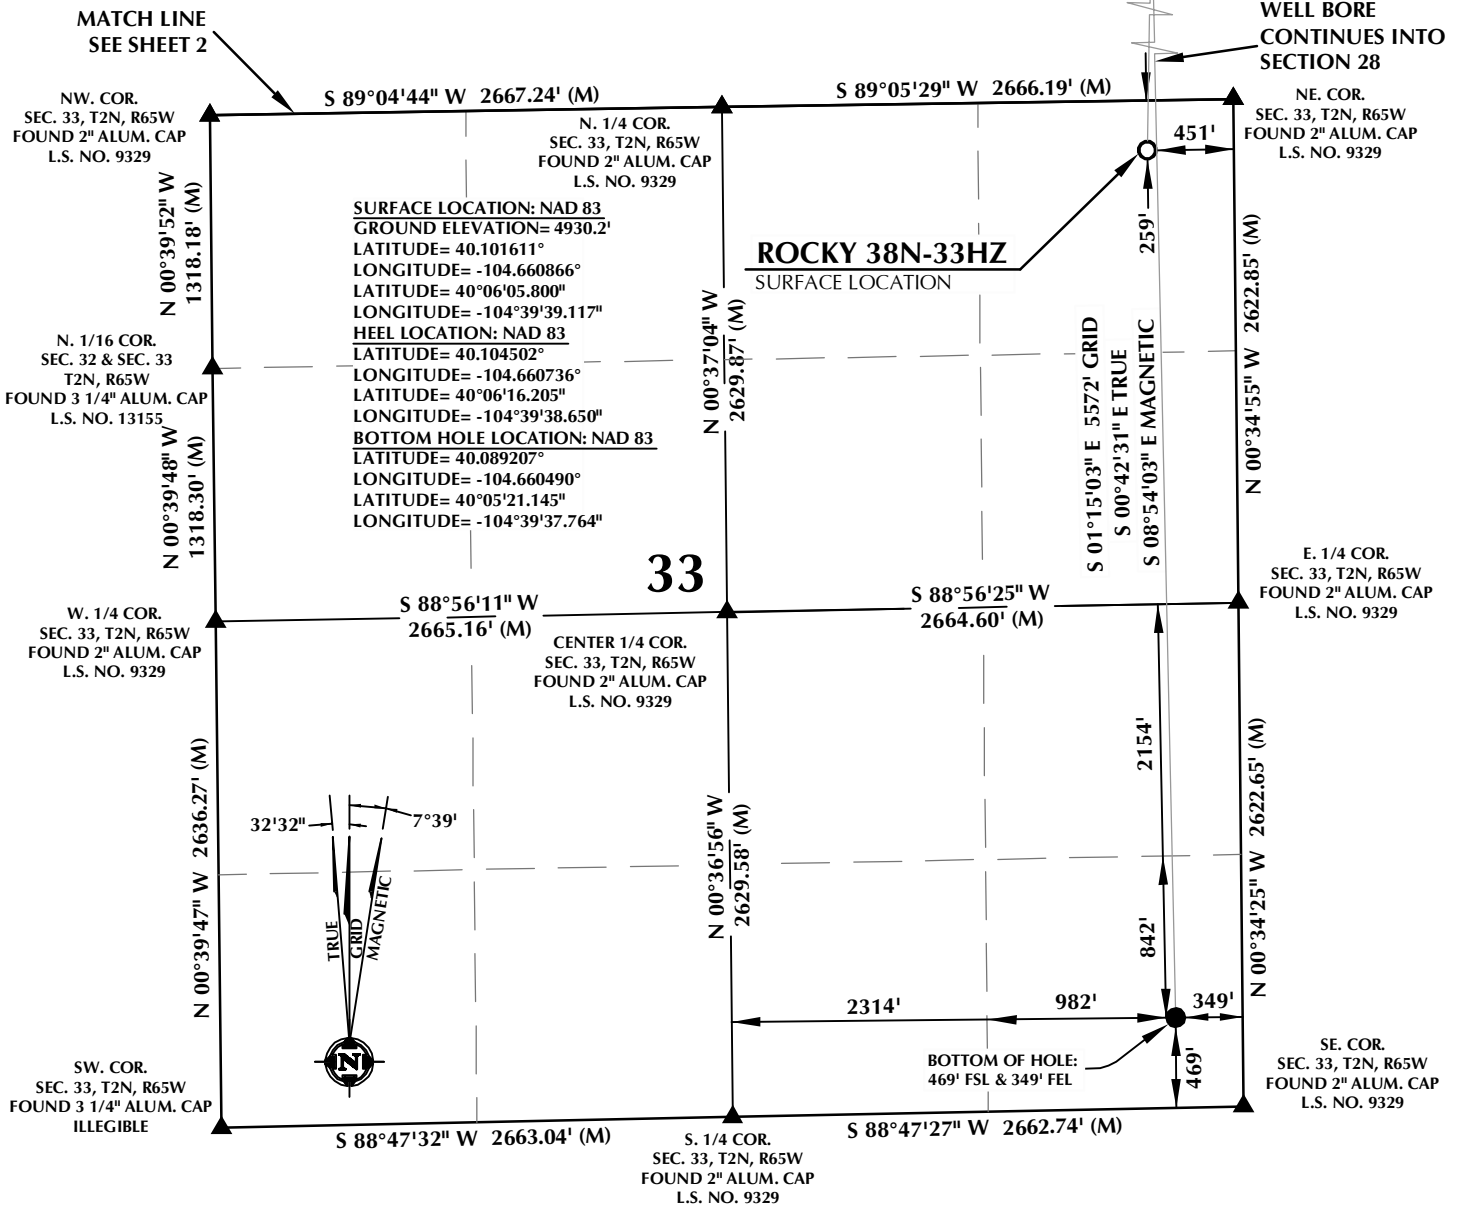 MATCH LINE
SEE SHEET 2
WELL BORE
CONTINUES INTO
SECTION 28
NW. COR.
SEC. 33, T2N, R65W
FOUND 2" ALUM. CAP
L.S. NO. 9329
S 89°04'44" W 2667.24' (M)
N. 1/4 COR.
SEC. 33, T2N, R65W
FOUND 2" ALUM. CAP
L.S. NO. 9329
S 89°05'29" W 2666.19' (M)
NE. COR.
SEC. 33, T2N, R65W
FOUND 2" ALUM. CAP
L.S. NO. 9329
451'
259'
N 00°39'52" W
1318.18' (M)
SURFACE LOCATION: NAD 83
GROUND ELEVATION= 4930.2'
LATITUDE= 40.101611°
LONGITUDE= -104.660866°
LATITUDE= 40°06'05.800"
LONGITUDE= -104°39'39.117"
HEEL LOCATION: NAD 83
LATITUDE= 40.104502°
LONGITUDE= -104.660736°
LATITUDE= 40°06'16.205"
LONGITUDE= -104°39'38.650"
BOTTOM HOLE LOCATION: NAD 83
LATITUDE= 40.089207°
LONGITUDE= -104.660490°
LATITUDE= 40°05'21.145"
LONGITUDE= -104°39'37.764"
ROCKY 38N-33HZ
SURFACE LOCATION
N 00°37'04" W
2629.87' (M)
S 01°15'03" E 5572' GRID
S 00°42'31" E TRUE
S 08°54'03" E MAGNETIC
N 00°34'55" W 2622.85' (M)
N. 1/16 COR.
SEC. 32 & SEC. 33
T2N, R65W
FOUND 3 1/4" ALUM. CAP
L.S. NO. 13155
N 00°39'48" W
1318.30' (M)
33
W. 1/4 COR.
SEC. 33, T2N, R65W
FOUND 2" ALUM. CAP
L.S. NO. 9329
S 88°56'11" W
2665.16' (M)
CENTER 1/4 COR.
SEC. 33, T2N, R65W
FOUND 2" ALUM. CAP
L.S. NO. 9329
S 88°56'25" W
2664.60' (M)
E. 1/4 COR.
SEC. 33, T2N, R65W
FOUND 2" ALUM. CAP
L.S. NO. 9329
N 00°39'47" W 2636.27' (M)
32'32"
7°39'
TRUE
GRID
MAGNETIC
N
N 00°36'56" W
2629.58' (M)
2154'
842'
N 00°34'25" W 2622.65' (M)
2314'
982'
349'
469'
BOTTOM OF HOLE:
469' FSL & 349' FEL
SW. COR.
SEC. 33, T2N, R65W
FOUND 3 1/4" ALUM. CAP
ILLEGIBLE
S 88°47'32" W 2663.04' (M)
S. 1/4 COR.
SEC. 33, T2N, R65W
FOUND 2" ALUM. CAP
L.S. NO. 9329
S 88°47'27" W 2662.74' (M)
SE. COR.
SEC. 33, T2N, R65W
FOUND 2" ALUM. CAP
L.S. NO. 9329